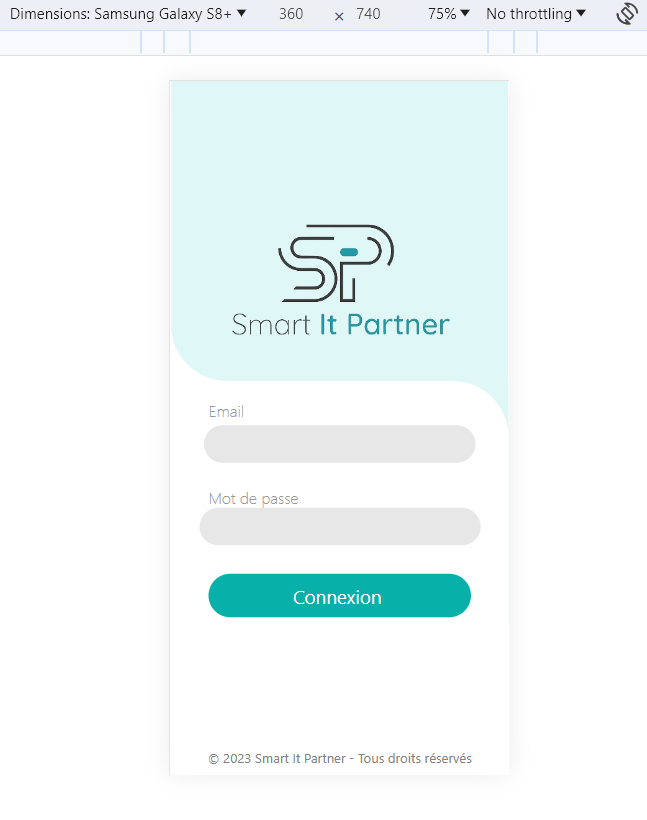 Dimensions: Samsung Galaxy S8+ 360 × 740 75% No throttling
SP
Smart It Partner
Email
Mot de passe
Connexion
© 2023 Smart It Partner - Tous droits réservés